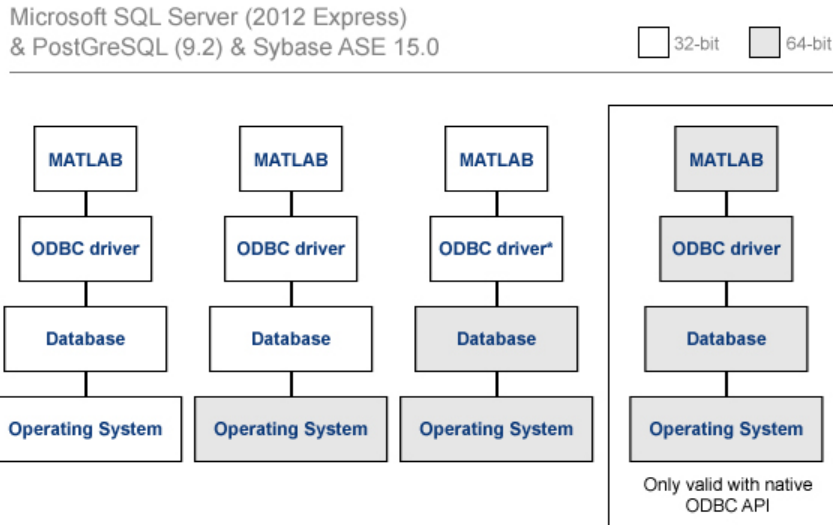 Microsoft SQL Server (2012 Express)
& PostGreSQL (9.2) & Sybase ASE 15.0
32-bit
64-bit
MATLAB
ODBC driver
Database
Operating System
MATLAB
ODBC driver
Database
Operating System
MATLAB
ODBC driver*
Database
Operating System
MATLAB
ODBC driver
Database
Operating System
Only valid with native
ODBC API